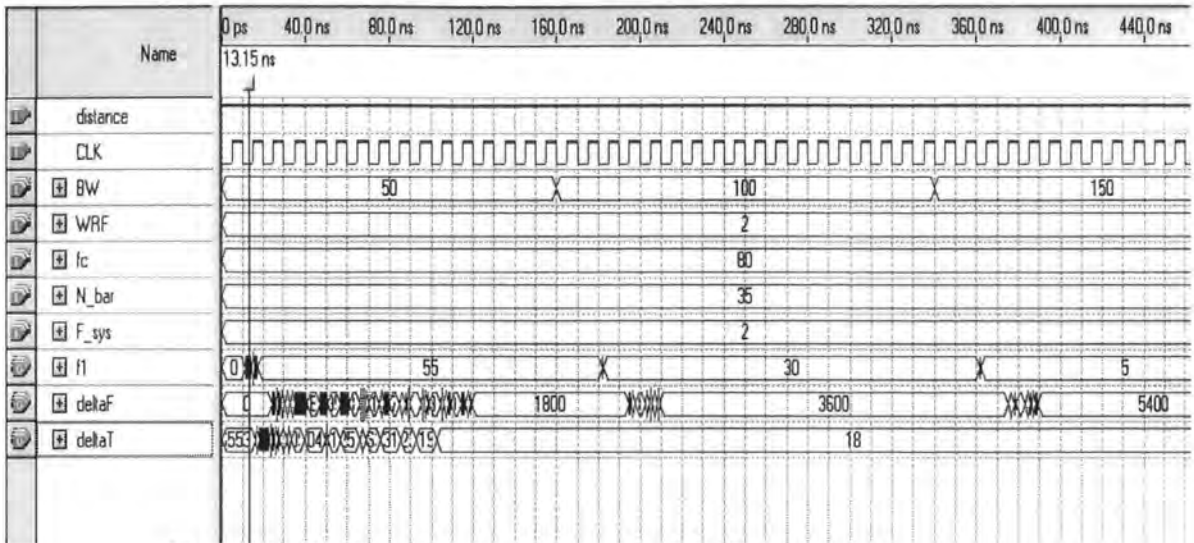 Name
0 ps 40.0 ns 80.0 ns 120.0 ns 160.0 ns 200.0 ns 240.0 ns 280.0 ns 320.0 ns 360.0 ns 400.0 ns 440.0 ns
13.15 ns
distance
CLK
BW 50 100 150
WRF 2
fc 80
N_bar 35
F_sys 2
f1 0 55 30 5
deltaF 1800 3600 5400
deltaT 553 18